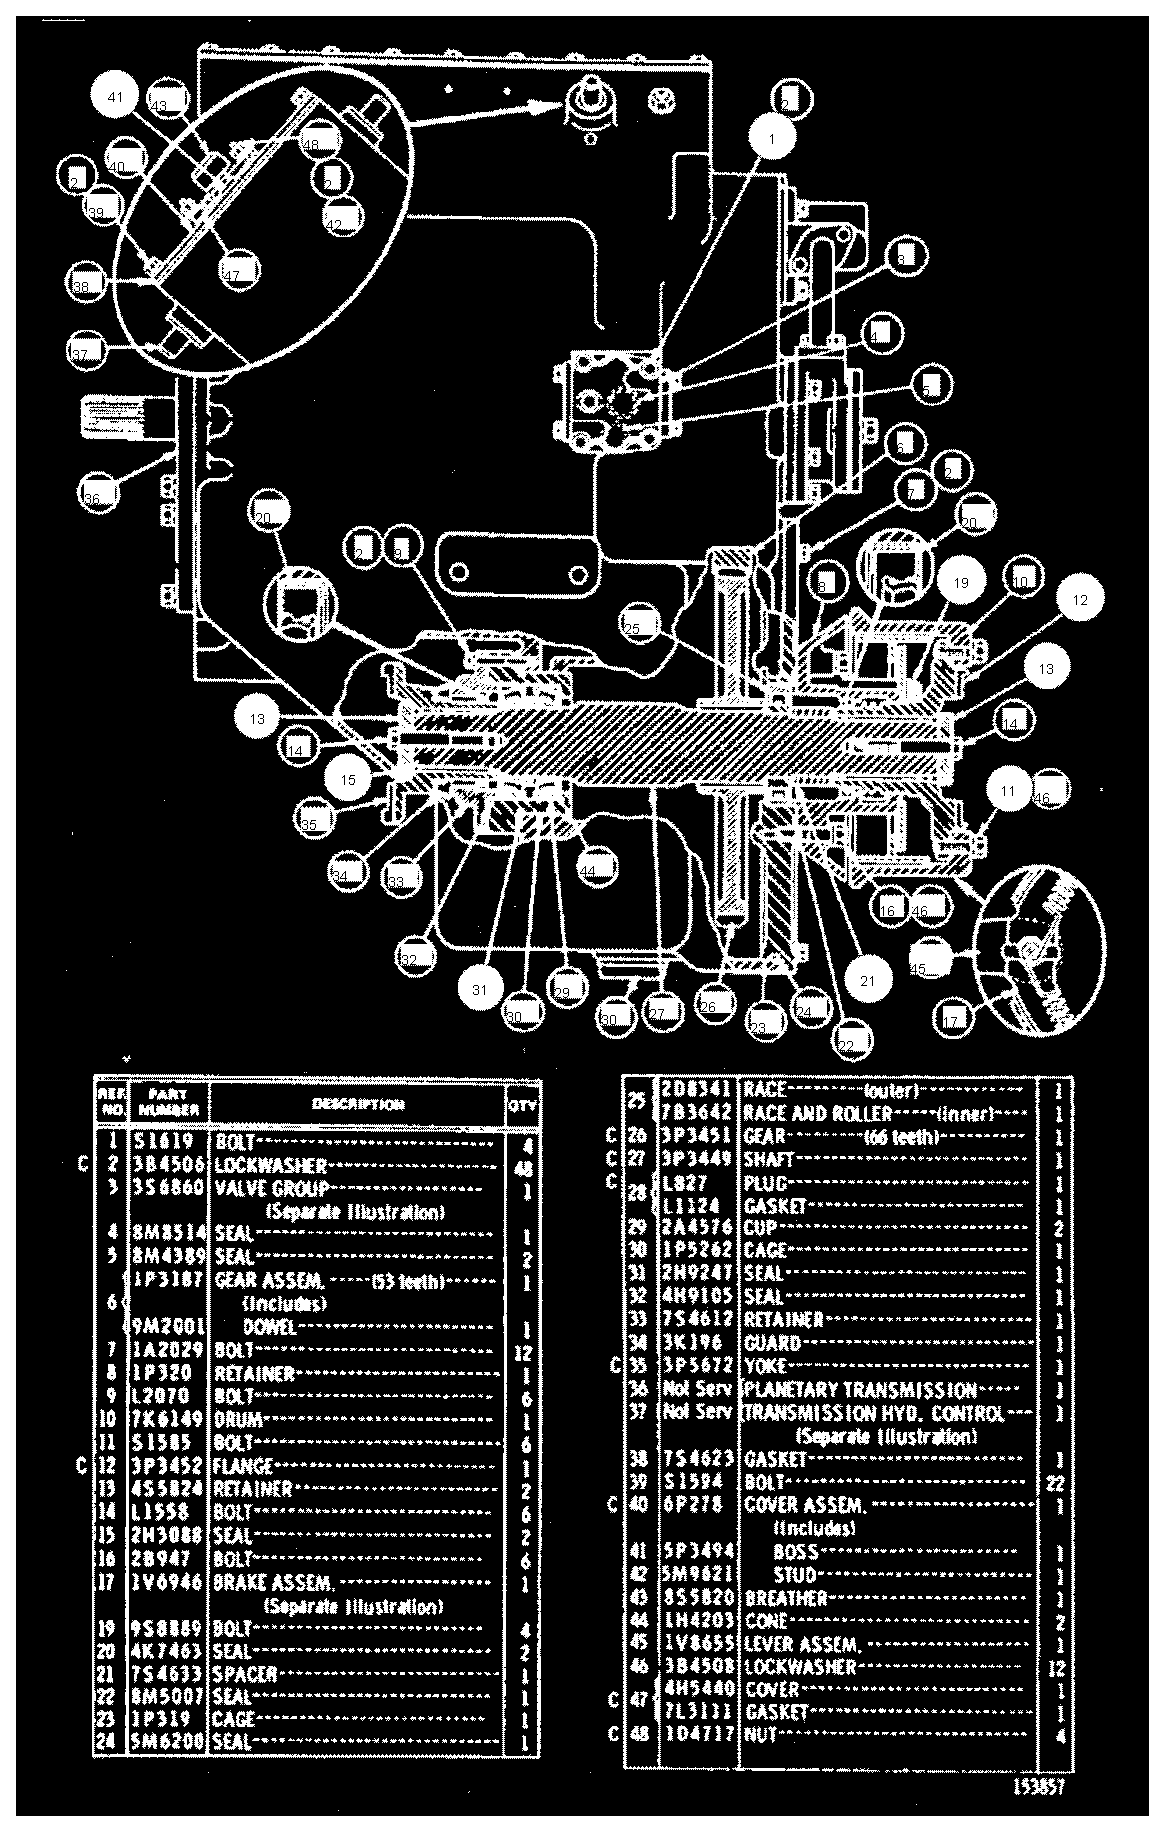 41
43
2
1
40
48
2
2
39
42
3
47
38
4
37
5
6
2
36
7
20
20
2
9
19
10
8
12
25
13
13
14
14
15
11
46
35
44
34
33
16
46
32
45
31
29
21
30
30
27
26
23
24
17
22
REF. NO. PART NUMBER DESCRIPTION QTY
1 S1619 BOLT 4
C 2 3B4506 LOCKWASHER 48
3 3S6860 VALVE GROUP 1
(Separate Illustration)
4 8M8514 SEAL 1
5 8M4389 SEAL 2
6 1P3187 GEAR ASSEM. (53 teeth) 1
(Includes)
9M2001 DOWEL 1
7 1A2029 BOLT 12
8 1P320 RETAINER 1
9 L2070 BOLT 6
10 7K6149 DRUM 1
11 S1585 BOLT 6
C 12 3P3452 FLANGE 1
13 4S5824 RETAINER 2
14 L1558 BOLT 6
15 2H3088 SEAL 2
16 2B947 BOLT 6
17 1V6946 BRAKE ASSEM. 1
(Separate Illustration)
19 9S8889 BOLT 4
20 4K7463 SEAL 2
21 7S4633 SPACER 1
22 8M5007 SEAL 1
23 1P319 CAGE 1
24 5M6200 SEAL 1
25 2D8341 RACE (outer) 1
7B3642 RACE AND ROLLER (inner) 1
C 26 3P3451 GEAR (66 teeth) 1
C 27 3P3449 SHAFT 1
C 28 L827 PLUG 1
L1124 GASKET 1
29 2A4576 CUP 2
30 1P5262 CAGE 1
31 2H9247 SEAL 1
32 4H9105 SEAL 1
33 7S4612 RETAINER 1
34 3K196 GUARD 1
C 35 3P5672 YOKE 1
36 Not Serv PLANETARY TRANSMISSION 1
37 Not Serv TRANSMISSION HYD. CONTROL 1
(Separate Illustration)
38 7S4623 GASKET 1
39 S1594 BOLT 22
C 40 6P278 COVER ASSEM. 1
(Includes)
41 5P3494 BOSS 1
42 5M9621 STUD 1
43 8S5820 BREATHER 1
44 1H4203 CONE 2
45 1V8655 LEVER ASSEM. 1
46 3B4508 LOCKWASHER 12
C 47 4H5440 COVER 1
7L3111 GASKET 1
C 48 1D4717 NUT 4
153857